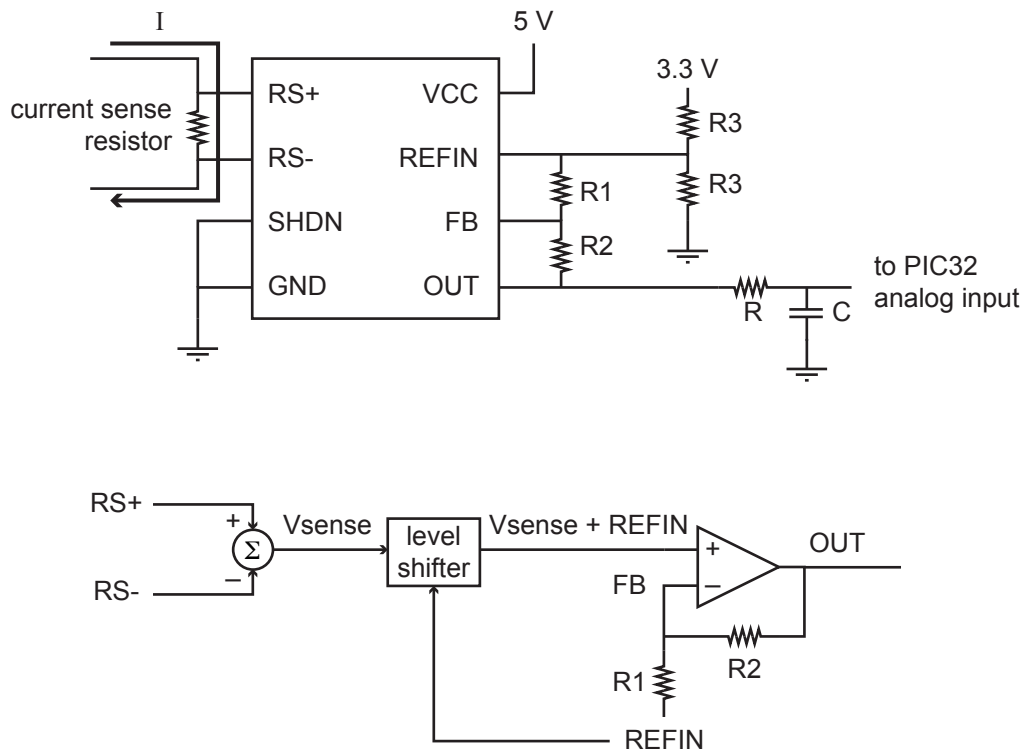 I
5 V
3.3 V
current sense
resistor
RS+
VCC
R3
RS-
REFIN
R1
R3
SHDN
FB
R2
GND
OUT
R
C
to PIC32
analog input
RS+
+
Σ
–
RS-
Vsense
level
shifter
Vsense + REFIN
+
–
FB
OUT
R2
R1
REFIN